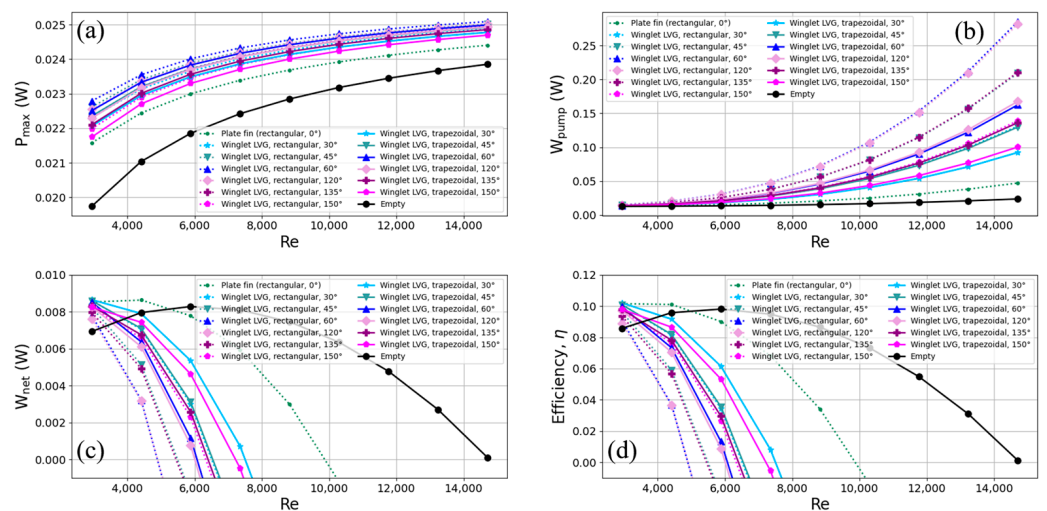 (a)
P_max (W)
0.025
0.024
0.023
0.022
0.021
0.020
Plate fin (rectangular, 0°)
Winglet LVG, rectangular, 30°
Winglet LVG, rectangular, 45°
Winglet LVG, rectangular, 60°
Winglet LVG, rectangular, 120°
Winglet LVG, rectangular, 135°
Winglet LVG, rectangular, 150°
Winglet LVG, trapezoidal, 30°
Winglet LVG, trapezoidal, 45°
Winglet LVG, trapezoidal, 60°
Winglet LVG, trapezoidal, 120°
Winglet LVG, trapezoidal, 135°
Winglet LVG, trapezoidal, 150°
Empty
4,000 6,000 8,000 10,000 12,000 14,000
Re
(b)
W_pump (W)
0.25
0.20
0.15
0.10
0.05
0.00
Plate fin (rectangular, 0°)
Winglet LVG, rectangular, 30°
Winglet LVG, rectangular, 45°
Winglet LVG, rectangular, 60°
Winglet LVG, rectangular, 120°
Winglet LVG, rectangular, 135°
Winglet LVG, rectangular, 150°
Winglet LVG, trapezoidal, 30°
Winglet LVG, trapezoidal, 45°
Winglet LVG, trapezoidal, 60°
Winglet LVG, trapezoidal, 120°
Winglet LVG, trapezoidal, 135°
Winglet LVG, trapezoidal, 150°
Empty
4,000 6,000 8,000 10,000 12,000 14,000
Re
(c)
W_net (W)
0.010
0.008
0.006
0.004
0.002
0.000
Plate fin (rectangular, 0°)
Winglet LVG, rectangular, 30°
Winglet LVG, rectangular, 45°
Winglet LVG, rectangular, 60°
Winglet LVG, rectangular, 120°
Winglet LVG, rectangular, 135°
Winglet LVG, rectangular, 150°
Winglet LVG, trapezoidal, 30°
Winglet LVG, trapezoidal, 45°
Winglet LVG, trapezoidal, 60°
Winglet LVG, trapezoidal, 120°
Winglet LVG, trapezoidal, 135°
Winglet LVG, trapezoidal, 150°
Empty
4,000 6,000 8,000 10,000 12,000 14,000
Re
(d)
Efficiency, η
0.12
0.10
0.08
0.06
0.04
0.02
0.00
Plate fin (rectangular, 0°)
Winglet LVG, rectangular, 30°
Winglet LVG, rectangular, 45°
Winglet LVG, rectangular, 60°
Winglet LVG, rectangular, 120°
Winglet LVG, rectangular, 135°
Winglet LVG, rectangular, 150°
Winglet LVG, trapezoidal, 30°
Winglet LVG, trapezoidal, 45°
Winglet LVG, trapezoidal, 60°
Winglet LVG, trapezoidal, 120°
Winglet LVG, trapezoidal, 135°
Winglet LVG, trapezoidal, 150°
Empty
4,000 6,000 8,000 10,000 12,000 14,000
Re